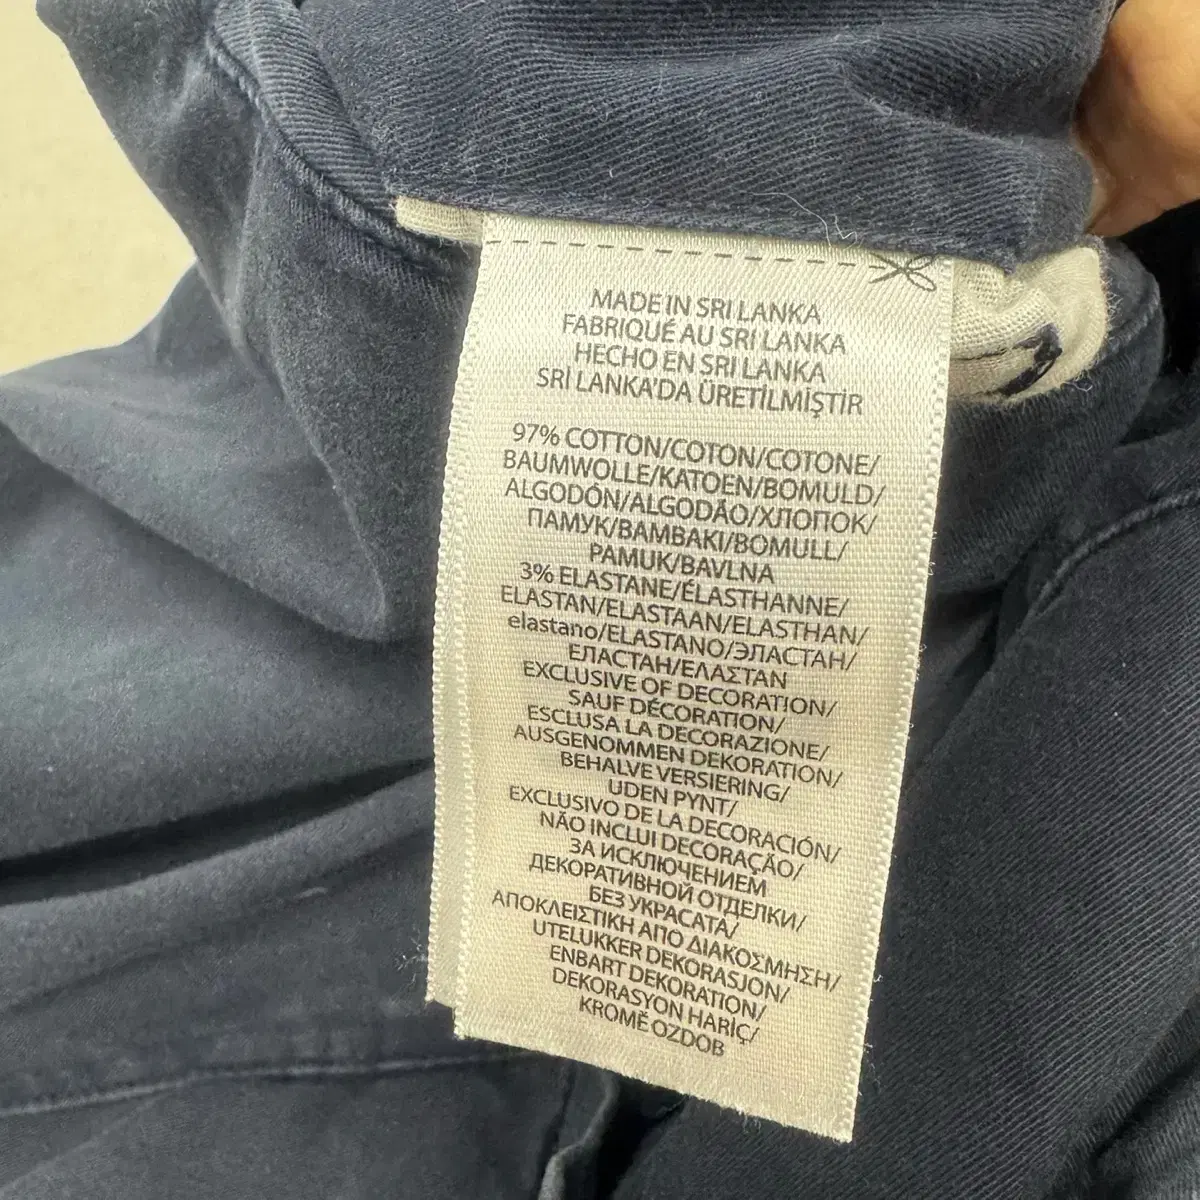 MADE IN SRI LANKA
FABRIQUÉ AU SRI LANKA
HECHO EN SRI LANKA
SRİ LANKA'DA ÜRETİLMİŞTİR
97% COTTON/COTON/COTONE/
BAUMWOLLE/KATOEN/BOMULD/
ALGODÓN/ALGODÃO/ХЛОПОК/
ПАМУК/ΒΑΜΒΑΚΙ/BOMULL/
PAMUK/BAVLNA
3% ELASTANE/ÉLASTHANNE/
ELASTAN/ELASTAAN/ELASTHAN/
elastano/ELASTANO/ЭЛАСТАН/
ЕЛАСТАН/ΕΛΑΣΤΑΝ
EXCLUSIVE OF DECORATION/
SAUF DÉCORATION/
ESCLUSA LA DECORAZIONE/
AUSGENOMMEN DEKORATION/
BEHALVE VERSIERING/
UDEN PYNT/
EXCLUSIVO DE LA DECORACIÓN/
NÃO INCLUI DECORAÇÃO/
ЗА ИСКЛЮЧЕНИЕМ
ДЕКОРАТИВНОЙ ОТДЕЛКИ/
БЕЗ УКРАСАТА/
ΑΠΟΚΛΕΙΣΤΙΚΗ ΑΠΟ ΔΙΑΚΟΣΜΗΣΗ/
UTELUKKER DEKORASJON/
ENBART DEKORATION/
DEKORASYON HARİÇ/
KROMĚ OZDOB